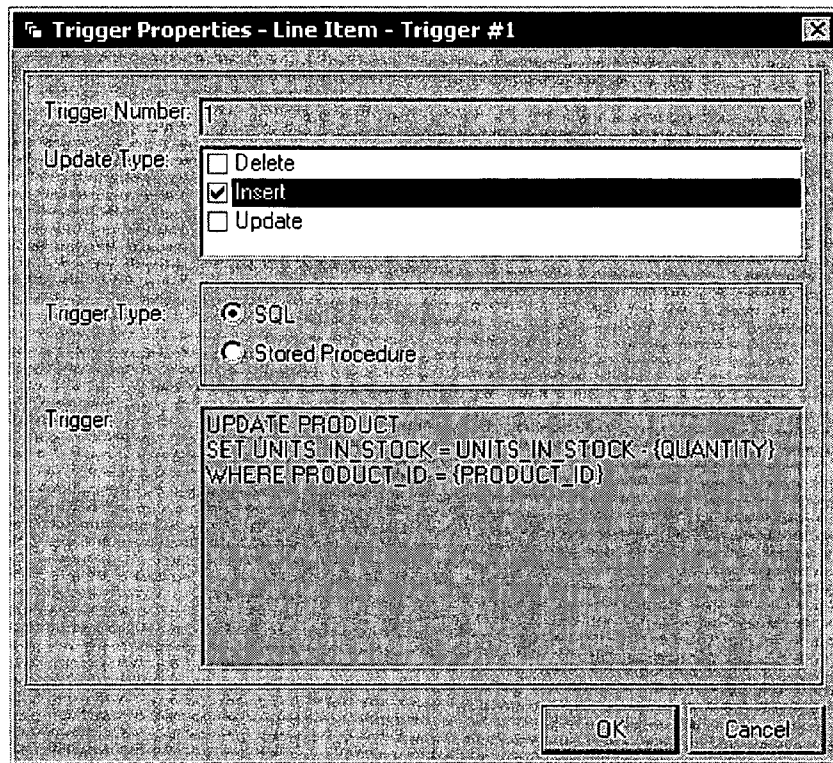 Trigger Properties - Line Item - Trigger #1
Trigger Number: 1
Update Type:
Delete
Insert
Update
Trigger Type:
SQL
Stored Procedure
Trigger:
UPDATE PRODUCT
SET UNITS_IN_STOCK = UNITS_IN_STOCK - {QUANTITY}
WHERE PRODUCT_ID = {PRODUCT_ID}
OK Cancel